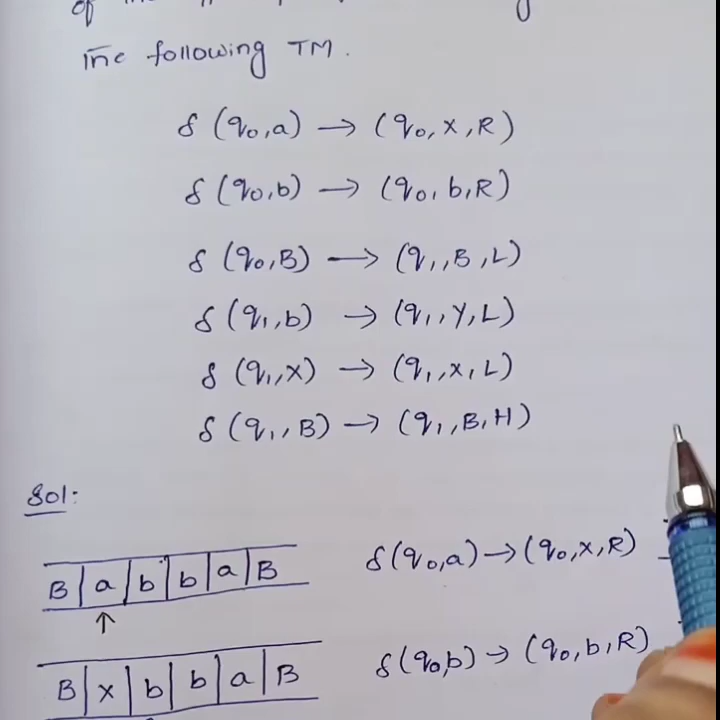 of
the following TM.
δ (q0,a) → (q0,X,R)
δ (q0,b) → (q0,b,R)
δ (q0,B) → (q1,B,L)
δ (q1,b) → (q1,Y,L)
δ (q1,X) → (q1,X,L)
δ (q1,B) → (q1,B,H)
Sol:
B|a|b|b|a|B δ(q0,a)→(q0,X,R)
↑
B|X|b|b|a|B δ(q0,b)→(q0,b,R)